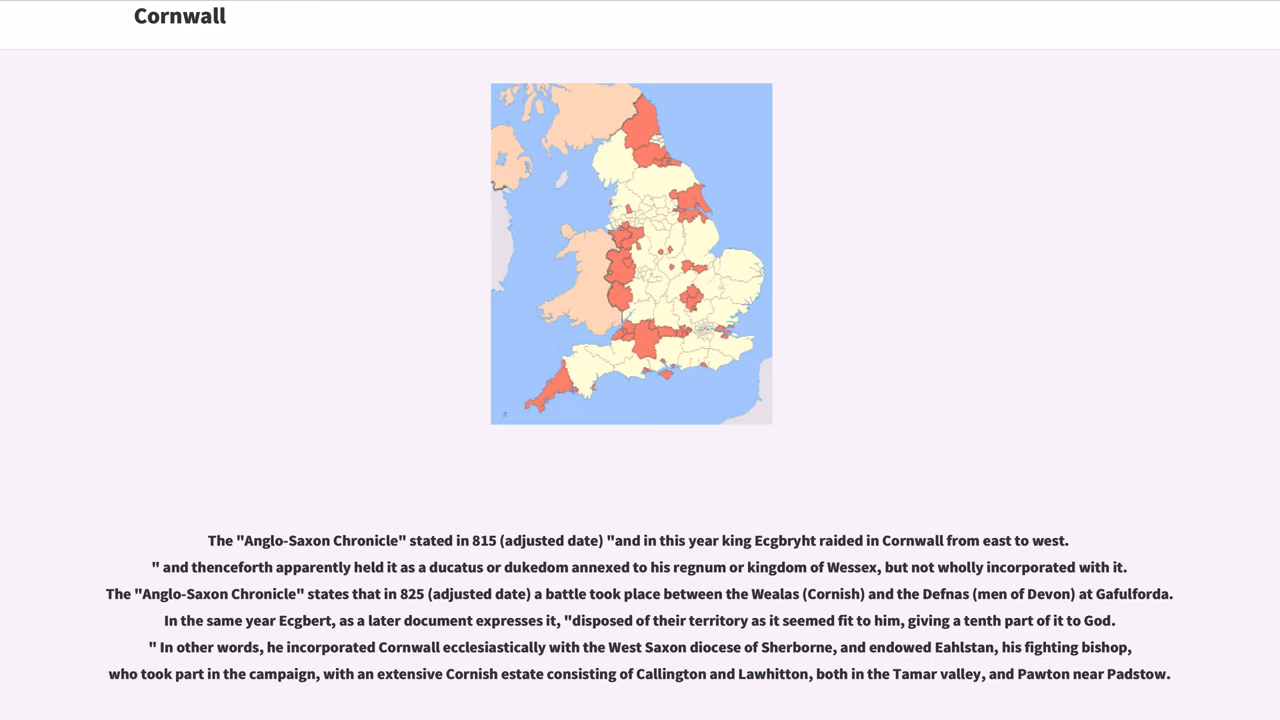 Cornwall
The "Anglo-Saxon Chronicle" stated in 815 (adjusted date) "and in this year king Ecgbryht raided in Cornwall from east to west.
" and thenceforth apparently held it as a ducatus or dukedom annexed to his regnum or kingdom of Wessex, but not wholly incorporated with it.
The "Anglo-Saxon Chronicle" states that in 825 (adjusted date) a battle took place between the Wealas (Cornish) and the Defnas (men of Devon) at Gafulforda.
In the same year Ecgbert, as a later document expresses it, "disposed of their territory as it seemed fit to him, giving a tenth part of it to God.
" In other words, he incorporated Cornwall ecclesiastically with the West Saxon diocese of Sherborne, and endowed Eahlstan, his fighting bishop,
who took part in the campaign, with an extensive Cornish estate consisting of Callington and Lawhitton, both in the Tamar valley, and Pawton near Padstow.